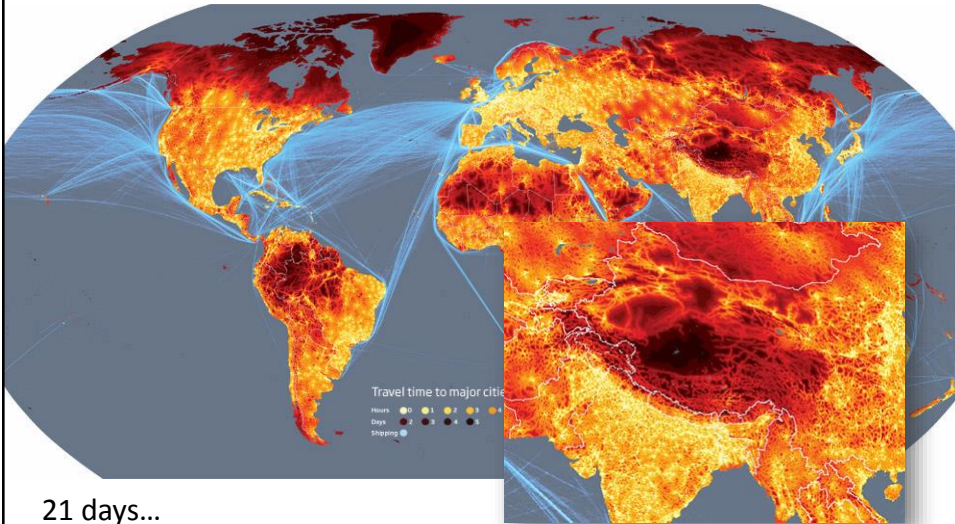 Travel time to major citie
Hours 0 1 2 3 4
Days 2 3 4 5
Shipping
21 days...